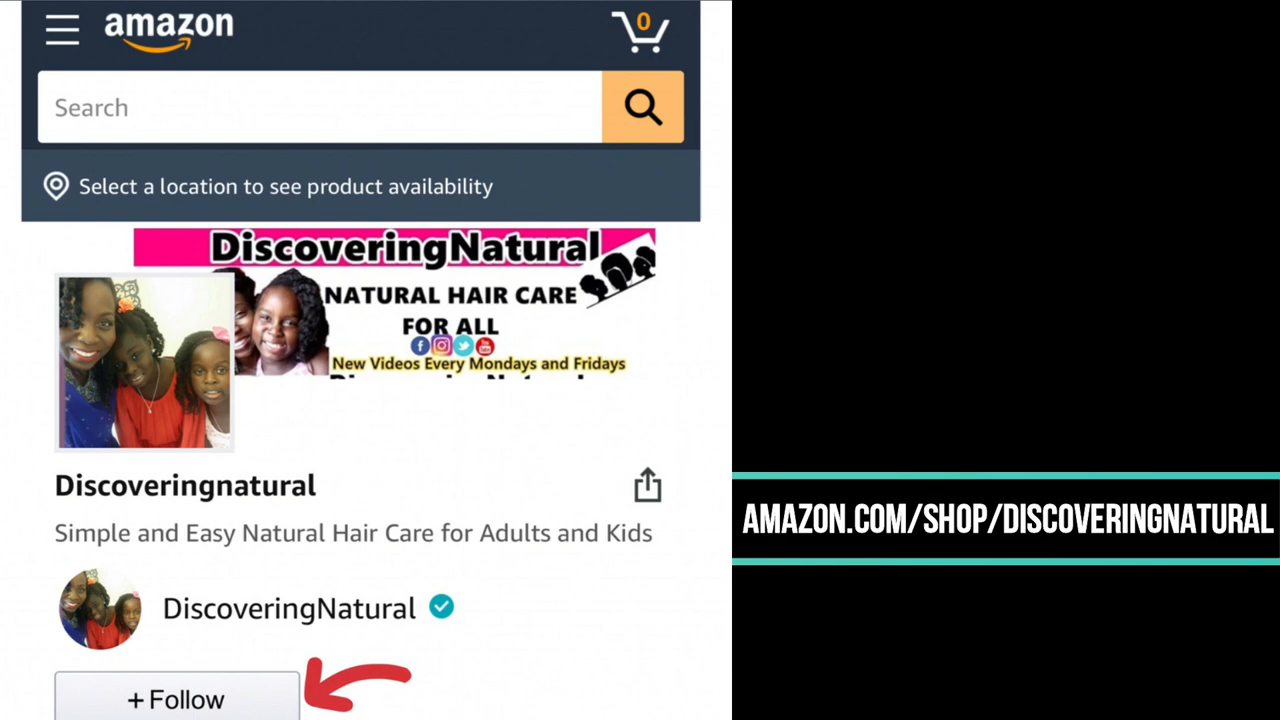 amazon
0
Search
Select a location to see product availability
DiscoveringNatural
NATURAL HAIR CARE
FOR ALL
New Videos Every Mondays and Fridays
Discoveringnatural
Simple and Easy Natural Hair Care for Adults and Kids
DiscoveringNatural
+ Follow
AMAZON.COM/SHOP/DISCOVERINGNATURAL